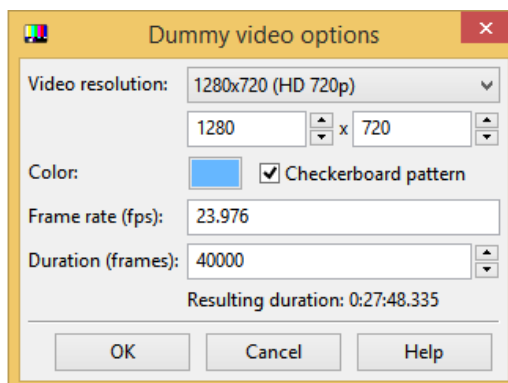 Dummy video options
Video resolution: 1280x720 (HD 720p)
1280 x 720
Color: Checkerboard pattern
Frame rate (fps): 23.976
Duration (frames): 40000
Resulting duration: 0:27:48.335
OK Cancel Help